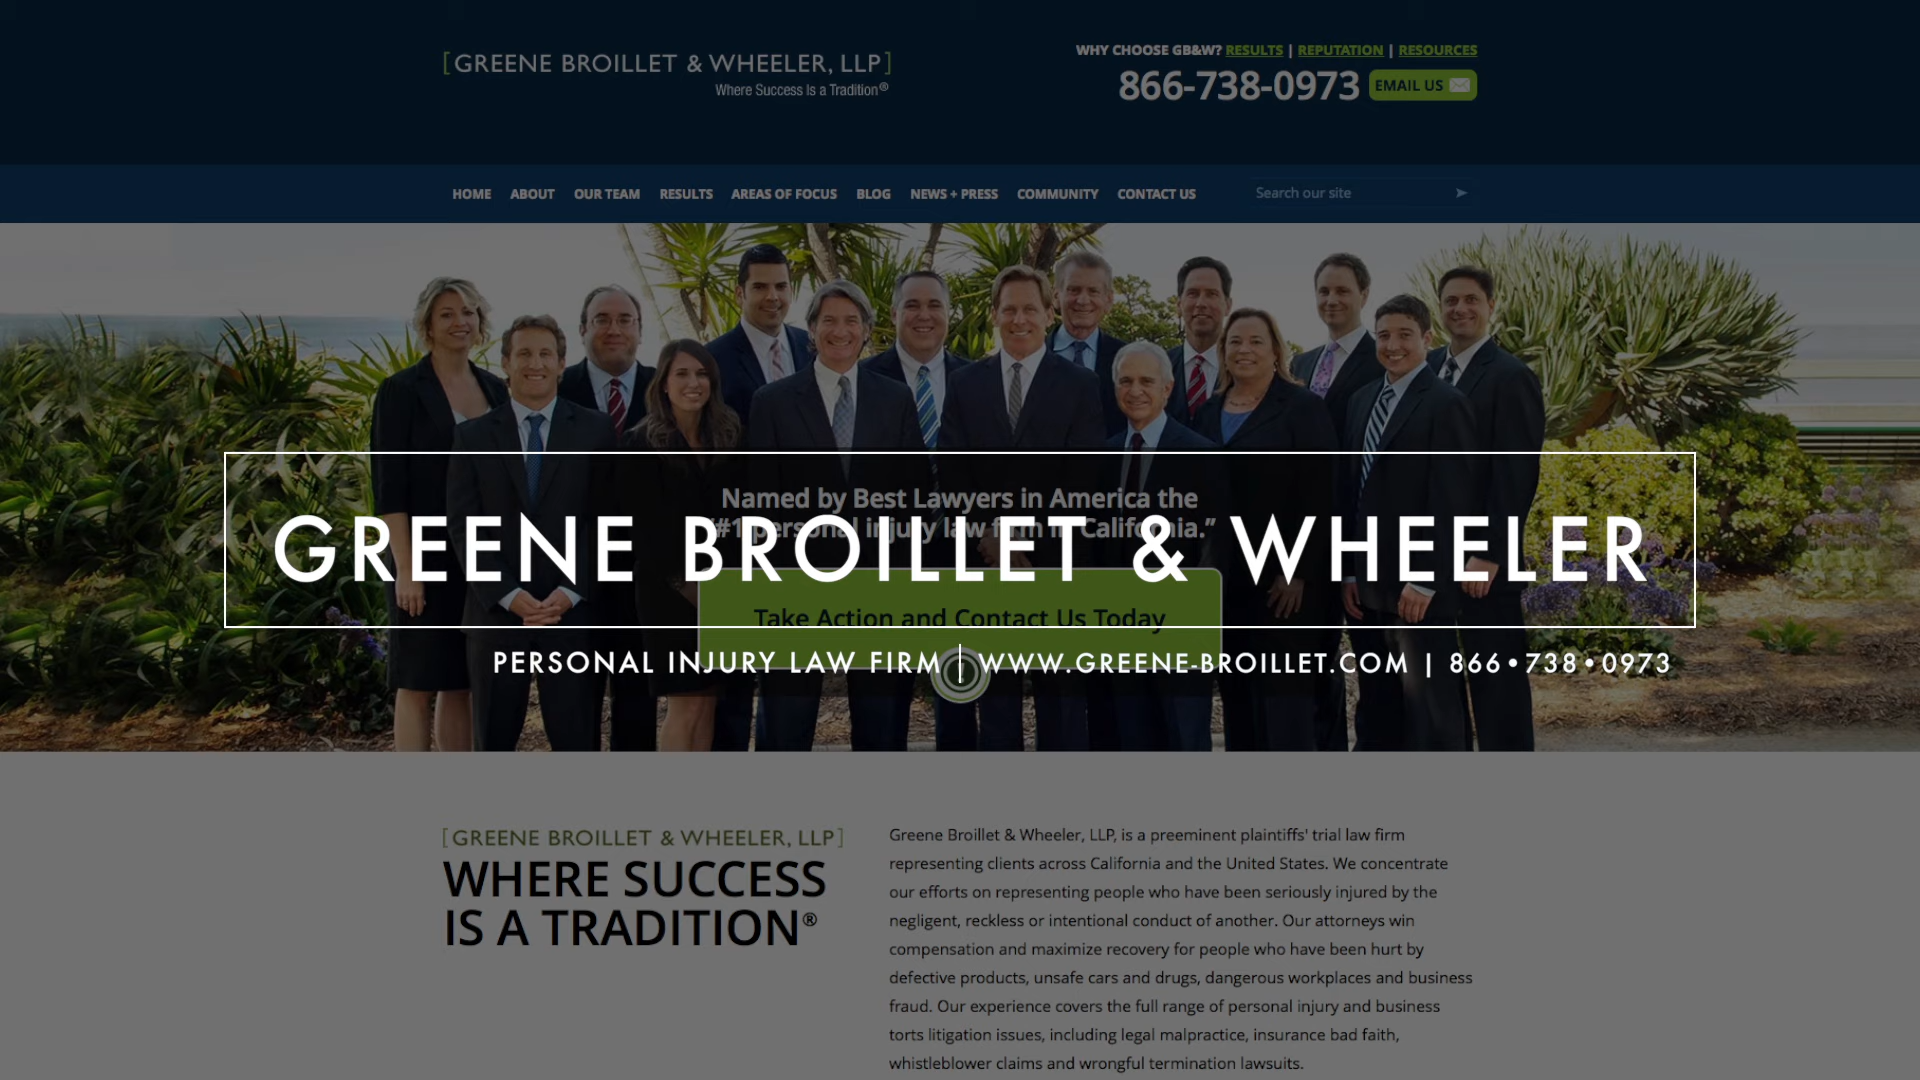 [GREENE BROILLET & WHEELER, LLP]
Where Success Is a Tradition®
WHY CHOOSE GB&W? RESULTS | REPUTATION | RESOURCES
866-738-0973 EMAIL US
HOME ABOUT OUR TEAM RESULTS AREAS OF FOCUS BLOG NEWS + PRESS COMMUNITY CONTACT US Search our site
Named by Best Lawyers in America the
"#1 personal injury law firm in California."
GREENE BROILLET & WHEELER
Take Action and Contact Us Today
PERSONAL INJURY LAW FIRM | WWW.GREENE-BROILLET.COM | 866•738•0973
[GREENE BROILLET & WHEELER, LLP]
WHERE SUCCESS
IS A TRADITION®
Greene Broillet & Wheeler, LLP, is a preeminent plaintiffs' trial law firm
representing clients across California and the United States. We concentrate
our efforts on representing people who have been seriously injured by the
negligent, reckless or intentional conduct of another. Our attorneys win
compensation and maximize recovery for people who have been hurt by
defective products, unsafe cars and drugs, dangerous workplaces and business
fraud. Our experience covers the full range of personal injury and business
torts litigation issues, including legal malpractice, insurance bad faith,
whistleblower claims and wrongful termination lawsuits.